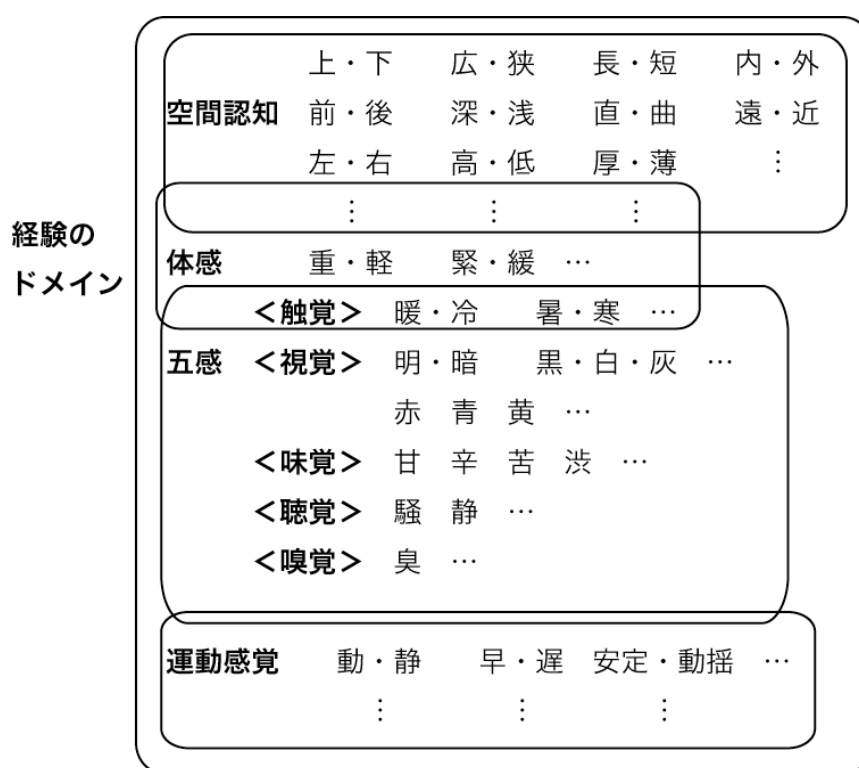 上・下 広・狭 長・短 内・外
空間認知 前・後 深・浅 直・曲 遠・近
左・右 高・低 厚・薄 ⋮
⋮ ⋮ ⋮
経験の
ドメイン
体感 重・軽 緊・緩 …
＜触覚＞ 暖・冷 暑・寒 …
五感 ＜視覚＞ 明・暗 黒・白・灰 …
赤 青 黄 …
＜味覚＞ 甘 辛 苦 渋 …
＜聴覚＞ 騒 静 …
＜嗅覚＞ 臭 …
運動感覚 動・静 早・遅 安定・動揺 …
⋮ ⋮ ⋮